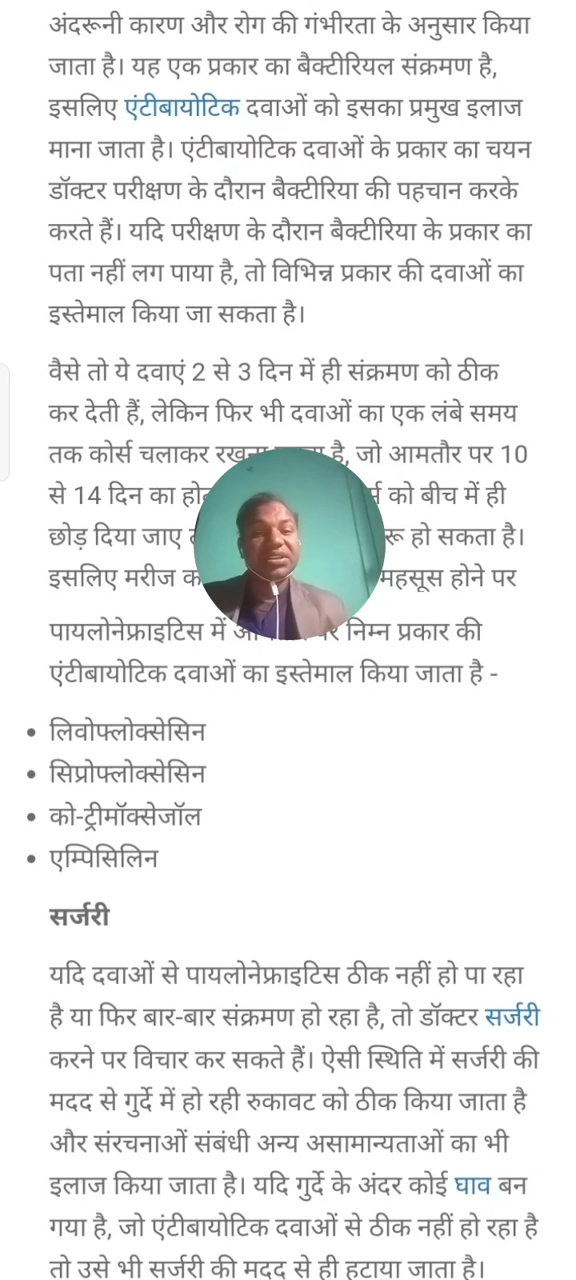 अंदरूनी कारण और रोग की गंभीरता के अनुसार किया
जाता है। यह एक प्रकार का बैक्टीरियल संक्रमण है,
इसलिए एंटीबायोटिक दवाओं को इसका प्रमुख इलाज
माना जाता है। एंटीबायोटिक दवाओं के प्रकार का चयन
डॉक्टर परीक्षण के दौरान बैक्टीरिया की पहचान करके
करते हैं। यदि परीक्षण के दौरान बैक्टीरिया के प्रकार का
पता नहीं लग पाया है, तो विभिन्न प्रकार की दवाओं का
इस्तेमाल किया जा सकता है।
वैसे तो ये दवाएं 2 से 3 दिन में ही संक्रमण को ठीक
कर देती हैं, लेकिन फिर भी दवाओं का एक लंबे समय
तक कोर्स चलाकर है, जो आमतौर पर 10
से 14 दिन का को बीच में ही
छोड़ दिया जाए हो सकता है।
इसलिए मरीज महसूस होने पर
पायलोनेफ्राइटिस में निम्न प्रकार की
एंटीबायोटिक दवाओं का इस्तेमाल किया जाता है -
• लिवोफ्लोक्सेसिन
• सिप्रोफ्लोक्सेसिन
• को-ट्रीमॉक्सेजॉल
• एम्पिसिलिन
सर्जरी
यदि दवाओं से पायलोनेफ्राइटिस ठीक नहीं हो पा रहा
है या फिर बार-बार संक्रमण हो रहा है, तो डॉक्टर सर्जरी
करने पर विचार कर सकते हैं। ऐसी स्थिति में सर्जरी की
मदद से गुर्दे में हो रही रुकावट को ठीक किया जाता है
और संरचनाओं संबंधी अन्य असामान्यताओं का भी
इलाज किया जाता है। यदि गुर्दे के अंदर कोई घाव बन
गया है, जो एंटीबायोटिक दवाओं से ठीक नहीं हो रहा है
तो उसे भी सर्जरी की मदद से ही हटाया जाता है।